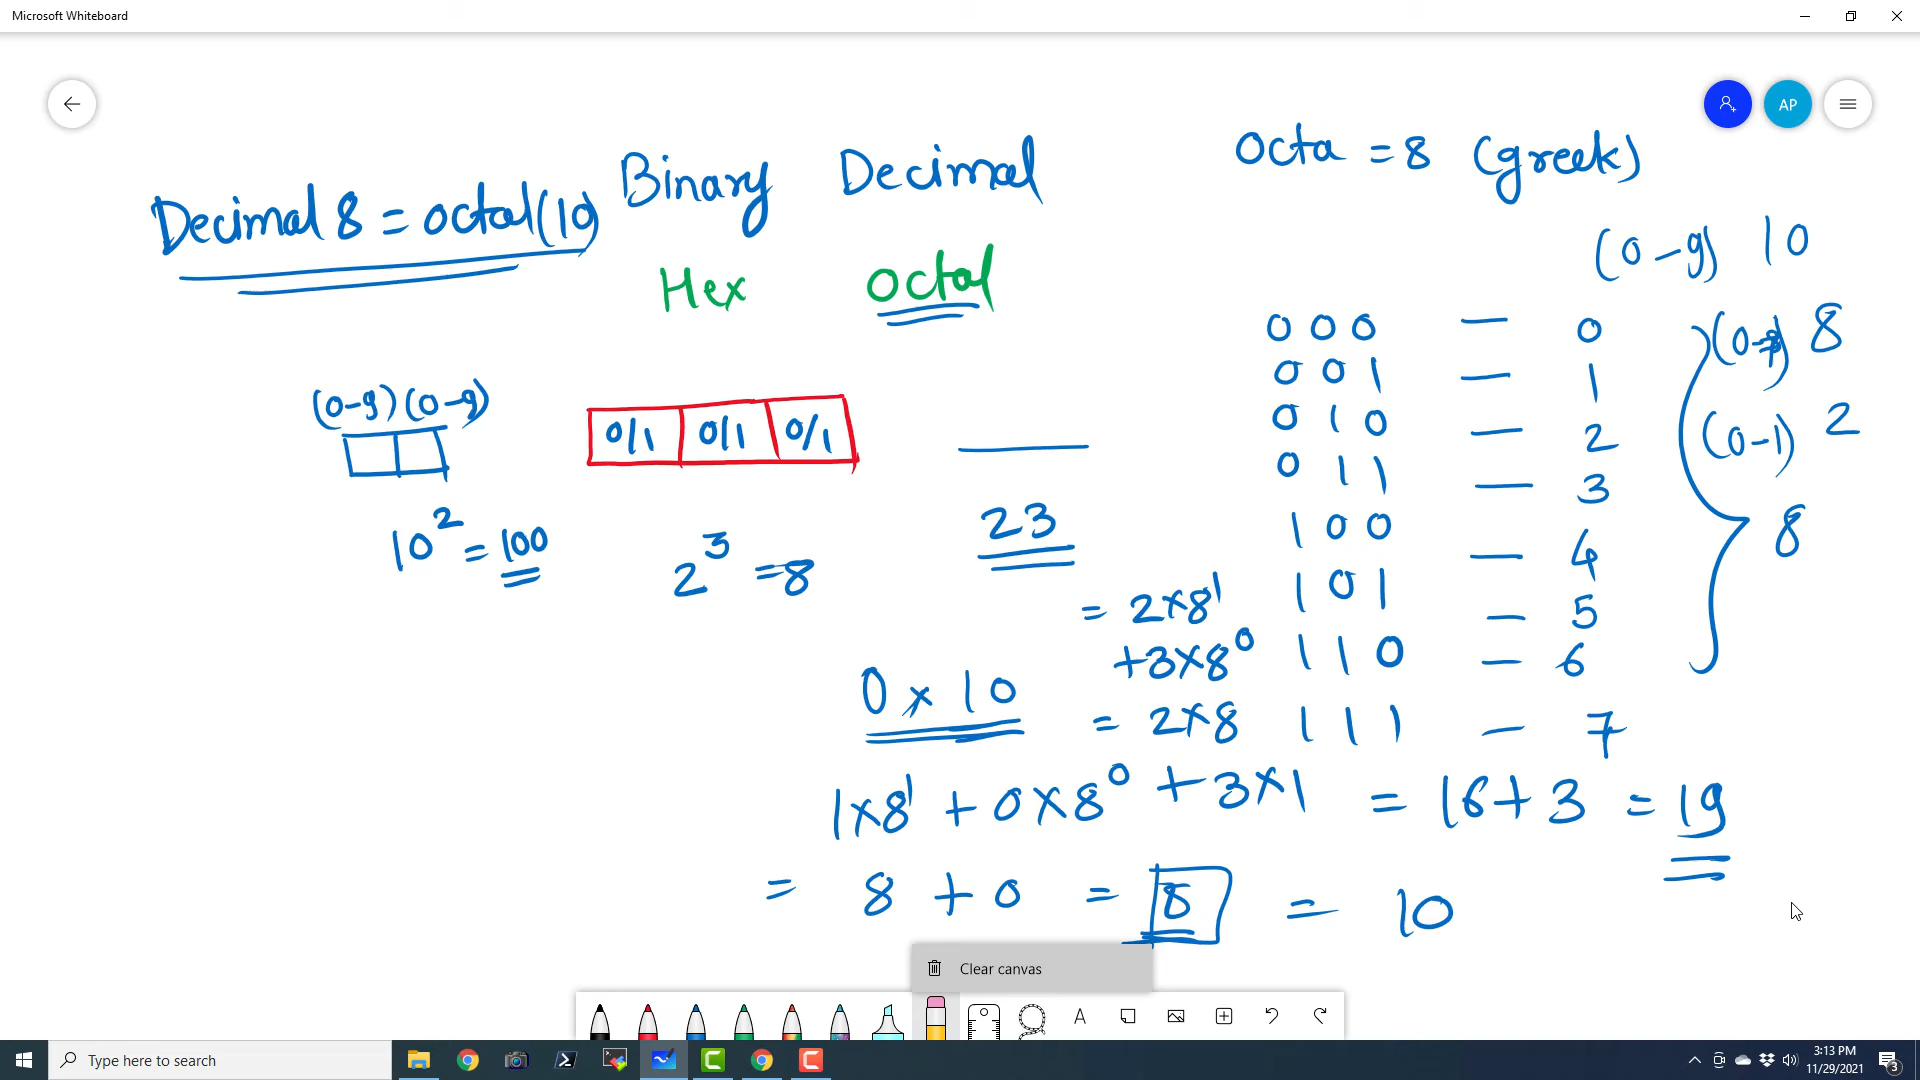 Microsoft Whiteboard
AP
Binary Decimal
Octa = 8 (greek)
Decimal 8 = octal(10)
Hex octal
(0-9) 10
000 — 0
001 — 1
010 — 2
011 — 3
100 — 4
101 — 5
110 — 6
111 — 7
8
(0-1) 2
8
(0-9)(0-9)
0/1 0/1 0/1
10² = 100
2³ = 8
23
= 2×8¹
+3×8⁰
0 × 10
= 2×8
1×8¹ + 0×8⁰ + 3×1 = 16+3 = 19
= 8 + 0 = 8 = 10
Clear canvas
A
Type here to search
3:13 PM
11/29/2021
3